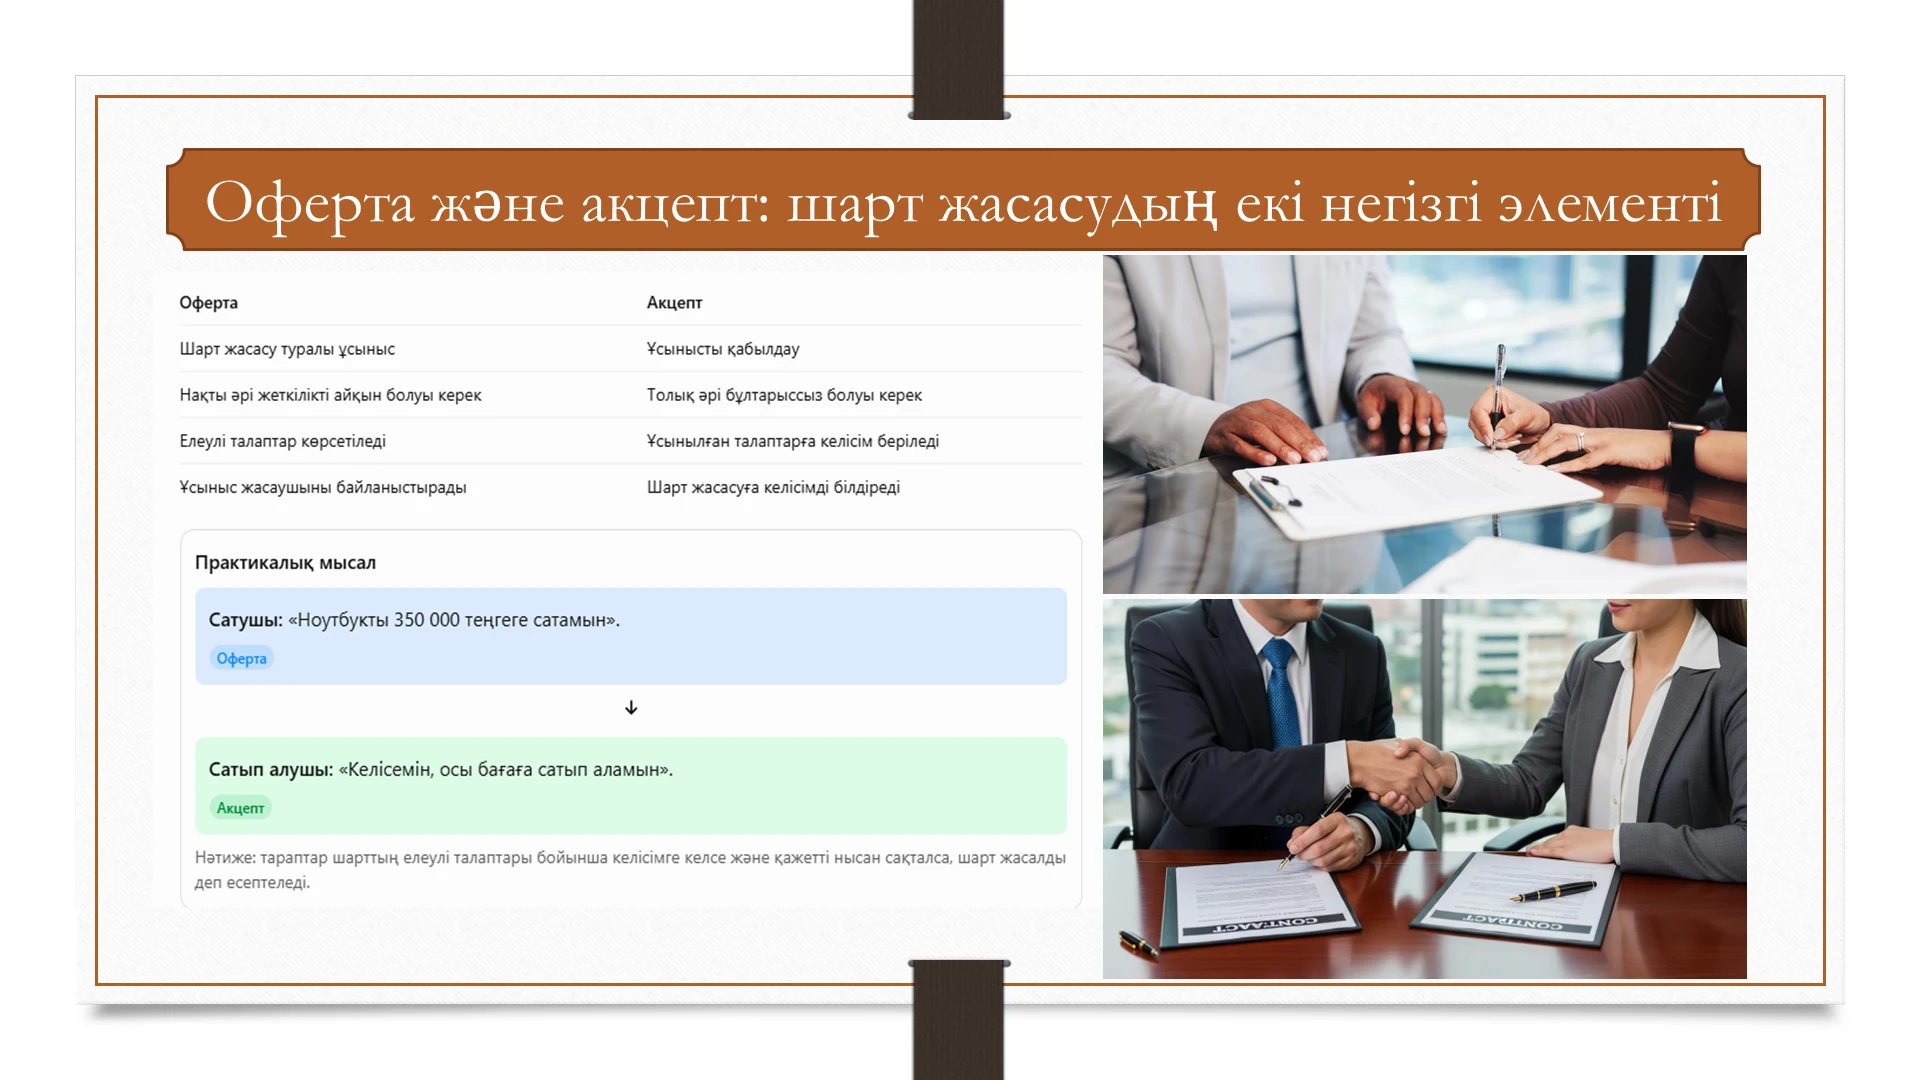 Оферта және акцепт: шарт жасасудың екі негізгі элементі
Оферта Акцепт
Шарт жасасу туралы ұсыныс Ұсынысты қабылдау
Нақты әрі жеткілікті айқын болуы керек Толық әрі бұлтарыссыз болуы керек
Елеулі талаптар көрсетіледі Ұсынылған талаптарға келісім беріледі
Ұсыныс жасаушыны байланыстырады Шарт жасасуға келісімді білдіреді
Практикалық мысал
Сатушы: «Ноутбукты 350 000 теңгеге сатамын».
Оферта
↓
Сатып алушы: «Келісемін, осы бағаға сатып аламын».
Акцепт
Нәтиже: тараптар шарттың елеулі талаптары бойынша келісімге келсе және қажетті нысан сақталса, шарт жасалды
деп есептеледі.